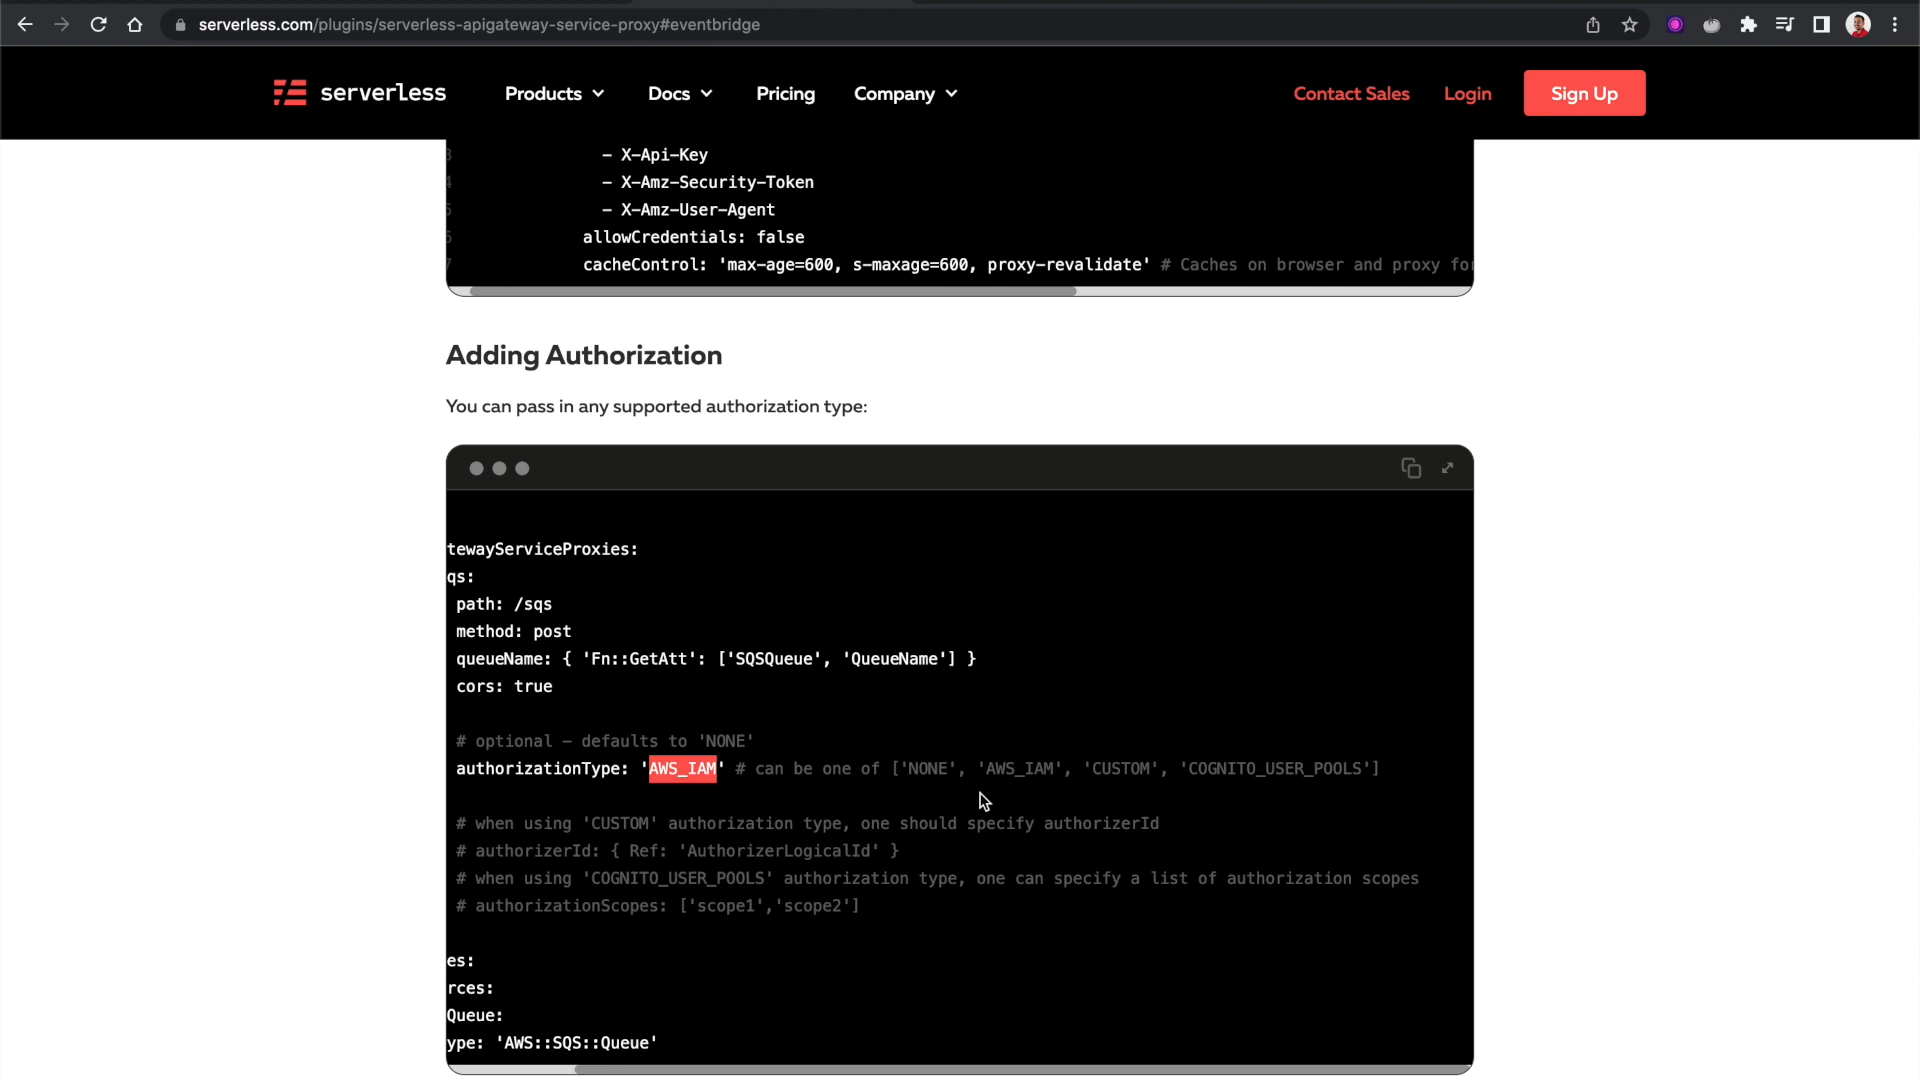 serverless.com/plugins/serverless-apigateway-service-proxy#eventbridge
serverless Products Docs Pricing Company Contact Sales Login Sign Up
- X-Api-Key
- X-Amz-Security-Token
- X-Amz-User-Agent
allowCredentials: false
cacheControl: 'max-age=600, s-maxage=600, proxy-revalidate' # Caches on browser and proxy for
Adding Authorization
You can pass in any supported authorization type:
tewayServiceProxies:
qs:
path: /sqs
method: post
queueName: { 'Fn::GetAtt': ['SQSQueue', 'QueueName'] }
cors: true
# optional - defaults to 'NONE'
authorizationType: 'AWS_IAM' # can be one of ['NONE', 'AWS_IAM', 'CUSTOM', 'COGNITO_USER_POOLS']
# when using 'CUSTOM' authorization type, one should specify authorizerId
# authorizerId: { Ref: 'AuthorizerLogicalId' }
# when using 'COGNITO_USER_POOLS' authorization type, one can specify a list of authorization scopes
# authorizationScopes: ['scope1','scope2']
es:
rces:
Queue:
ype: 'AWS::SQS::Queue'